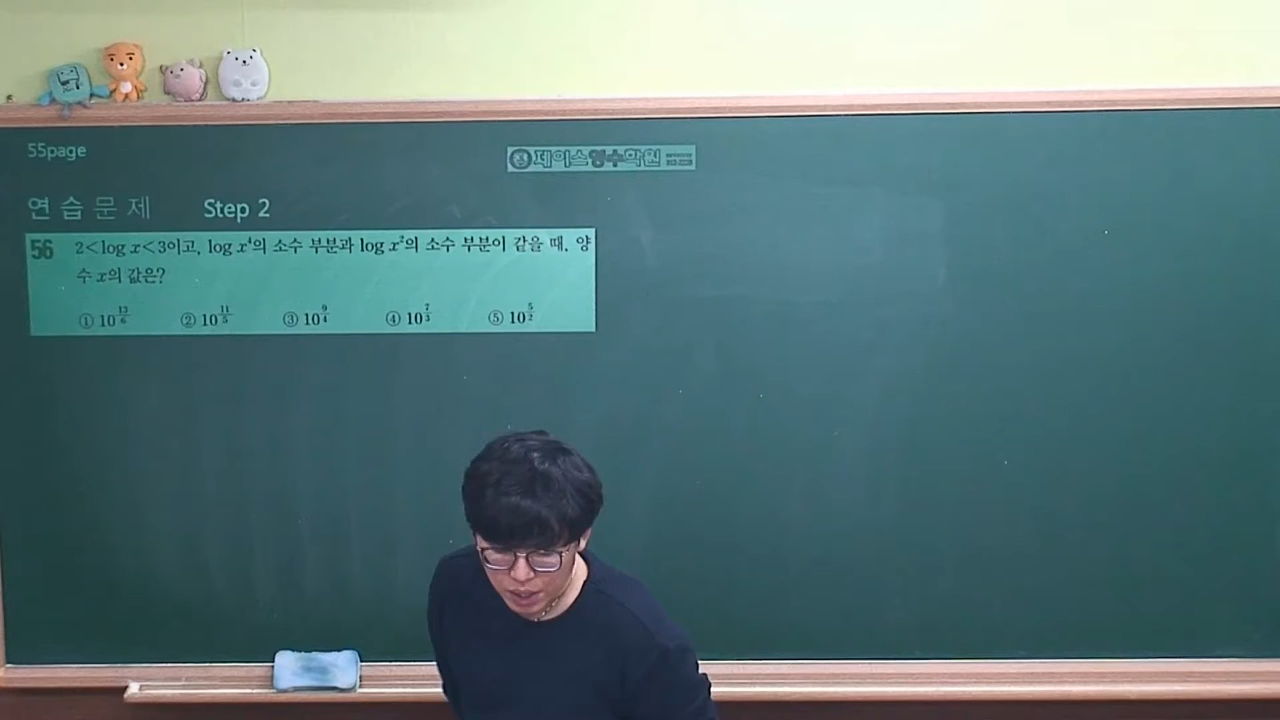 55page
제이스영수학원
연습문제 Step 2
56 2<log x<3이고, log x⁴의 소수 부분과 log x²의 소수 부분이 같을 때, 양
수 x의 값은?
① 10^(13/6) ② 10^(11/5) ③ 10^(9/4) ④ 10^(7/3) ⑤ 10^(5/2)